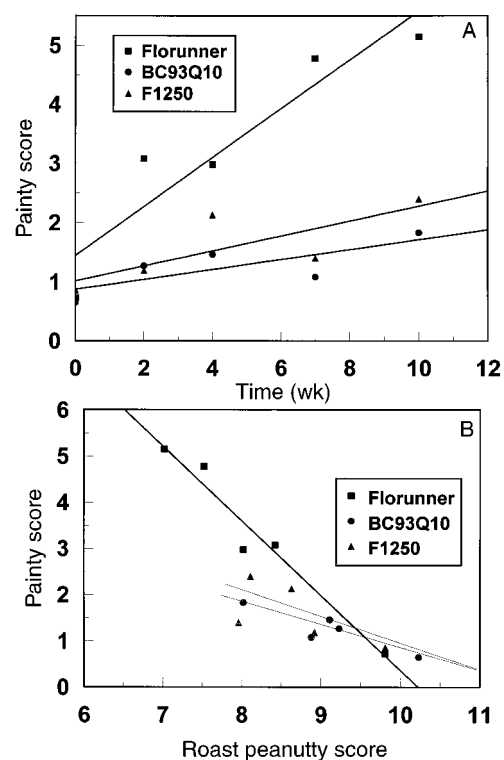 A
Florunner
BC93Q10
F1250
Painty score
5
4
3
2
1
0
0 2 4 6 8 10 12
Time (wk)
B
Florunner
BC93Q10
F1250
Painty score
6
5
4
3
2
1
0
6 7 8 9 10 11
Roast peanutty score